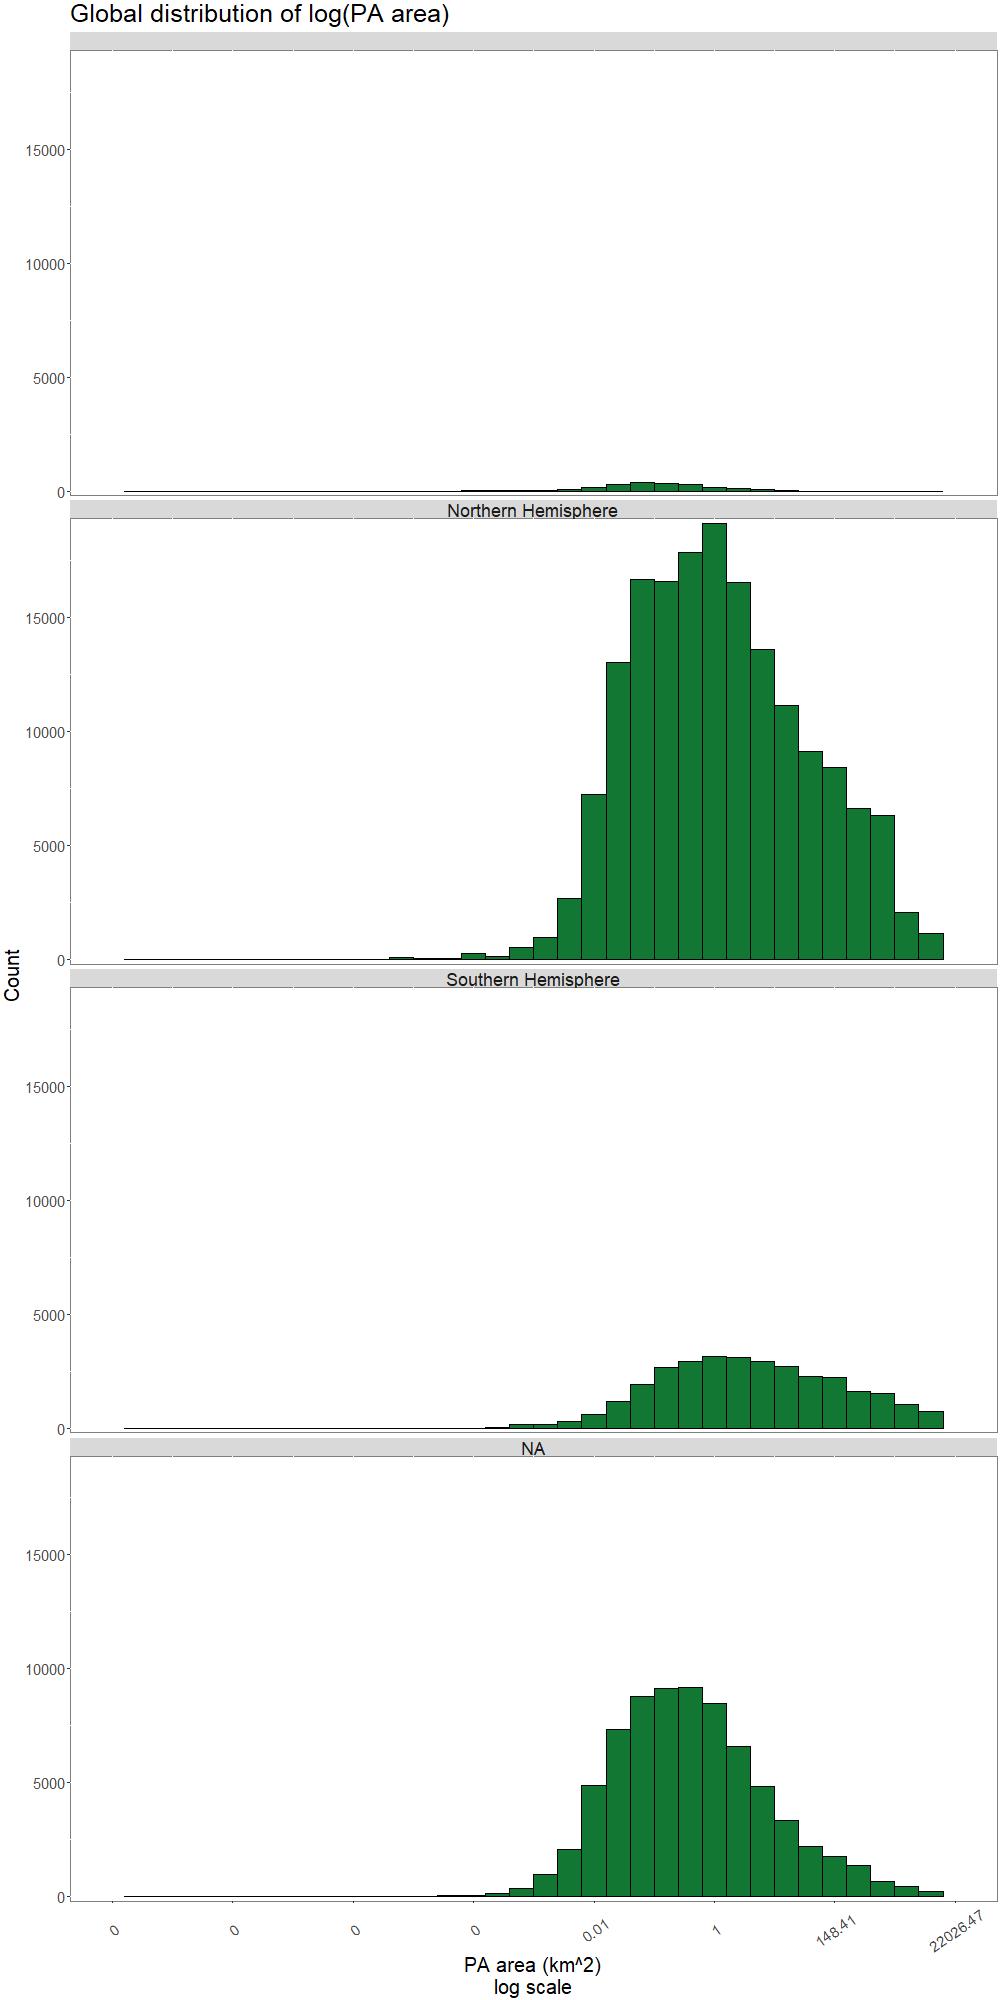 Global distribution of log(PA area)
15000
10000
5000
0
Northern Hemisphere
15000
10000
5000
0
Count
Southern Hemisphere
15000
10000
5000
0
NA
15000
10000
5000
0
0 0 0 0 0.01 1 148.41 22026.47
PA area (km^2)
log scale